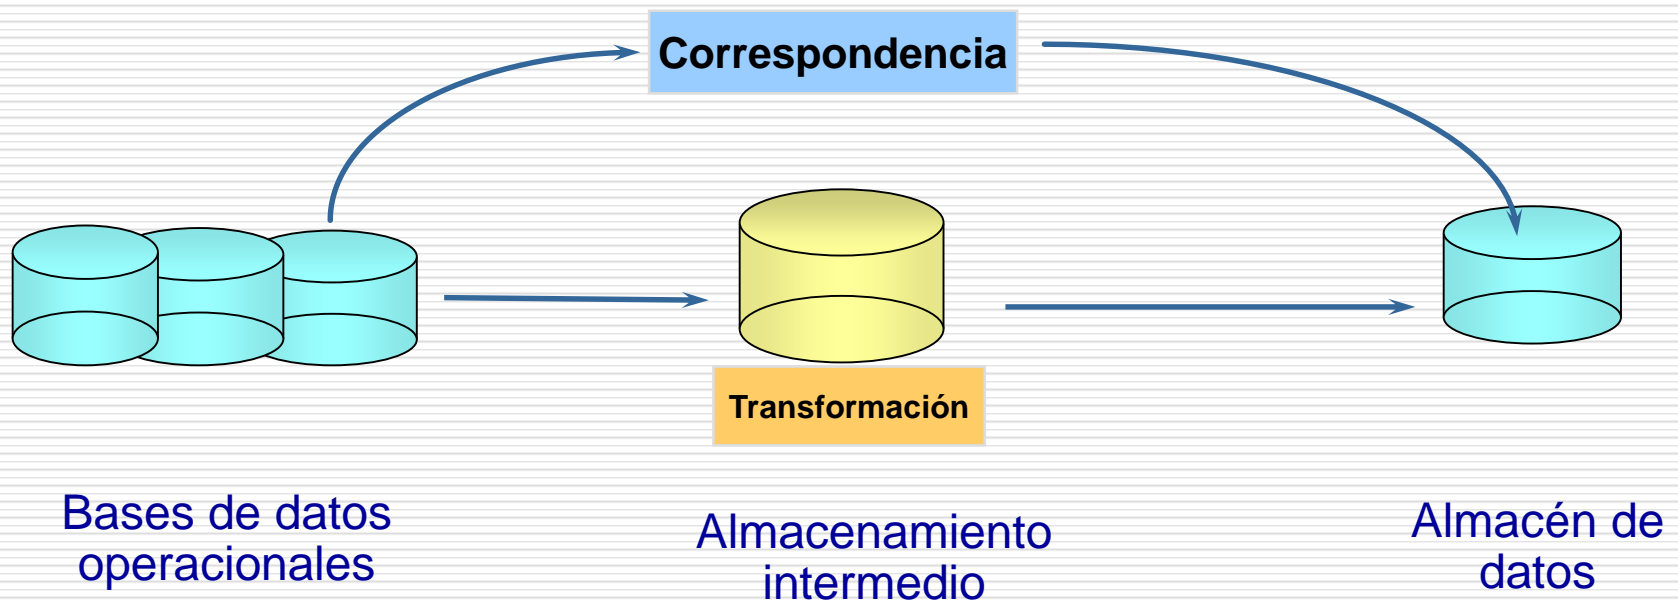 Correspondencia
Transformación
Bases de datos
operacionales
Almacenamiento
intermedio
Almacén de
datos